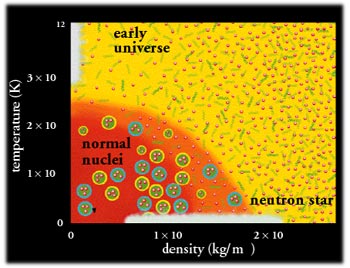 12
early
universe
temperature (K)
3 × 10
2 × 10
1 × 10
0
normal
nuclei
neutron star
0
1 × 10
2 × 10
density (kg/m )